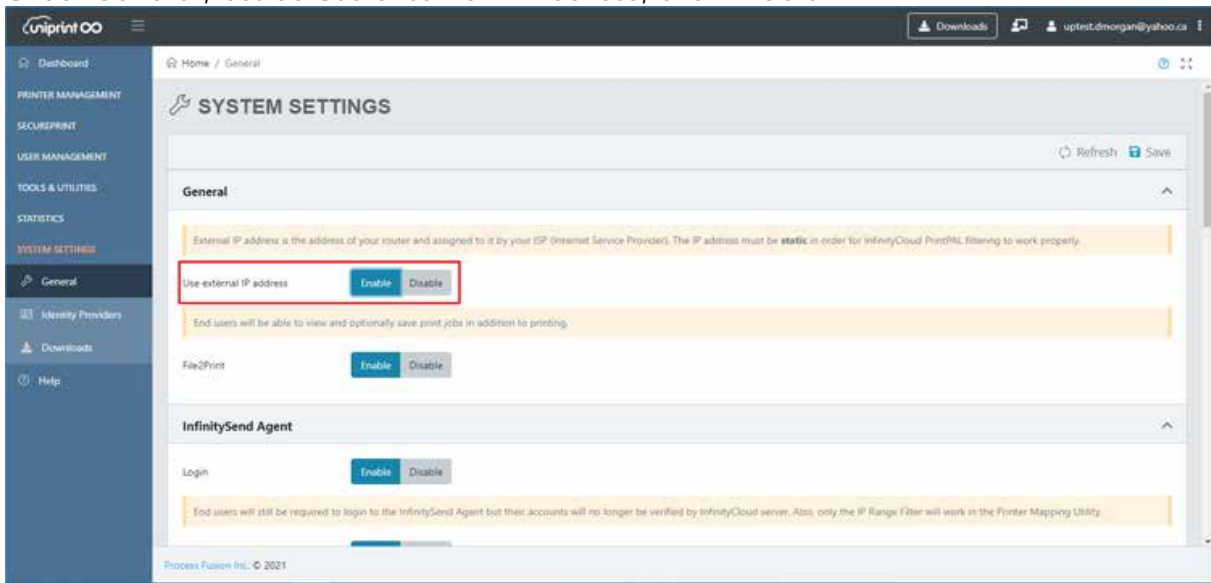 uniprint
Downloads
uptest.dmorgan@yahoo.ca
Dashboard
Home / General
PRINTER MANAGEMENT
SYSTEM SETTINGS
SECUREPRINT
Refresh Save
USER MANAGEMENT
TOOLS & UTILITIES
General
STATISTICS
External IP address is the address of your router and assigned to it by your ISP (Internet Service Provider). The IP address must be static in order for InfinityCloud PrintPAL filtering to work properly.
SYSTEM SETTINGS
General
Use external IP address Enable Disable
Identity Providers
End users will be able to view and optionally save print jobs in addition to printing.
Downloads
File2Print Enable Disable
Help
InfinitySend Agent
Login Enable Disable
End users will still be required to login to the InfinitySend Agent but their accounts will no longer be verified by InfinityCloud server. Also, only the IP Range Filter will work in the Printer Mapping Utility.
Process Fusion Inc. © 2021